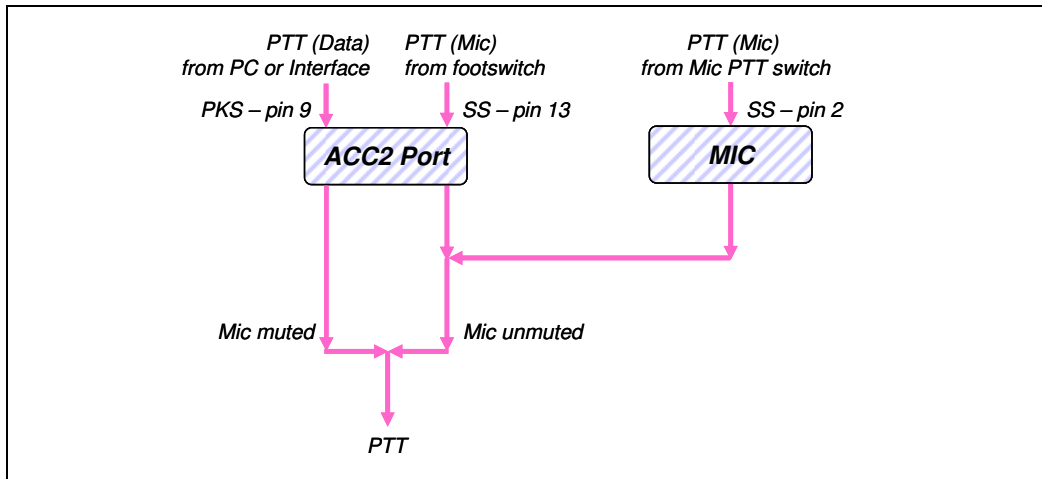 PTT (Data)
from PC or Interface
PTT (Mic)
from footswitch
PTT (Mic)
from Mic PTT switch
PKS – pin 9
SS – pin 13
SS – pin 2
ACC2 Port
MIC
Mic muted
Mic unmuted
PTT